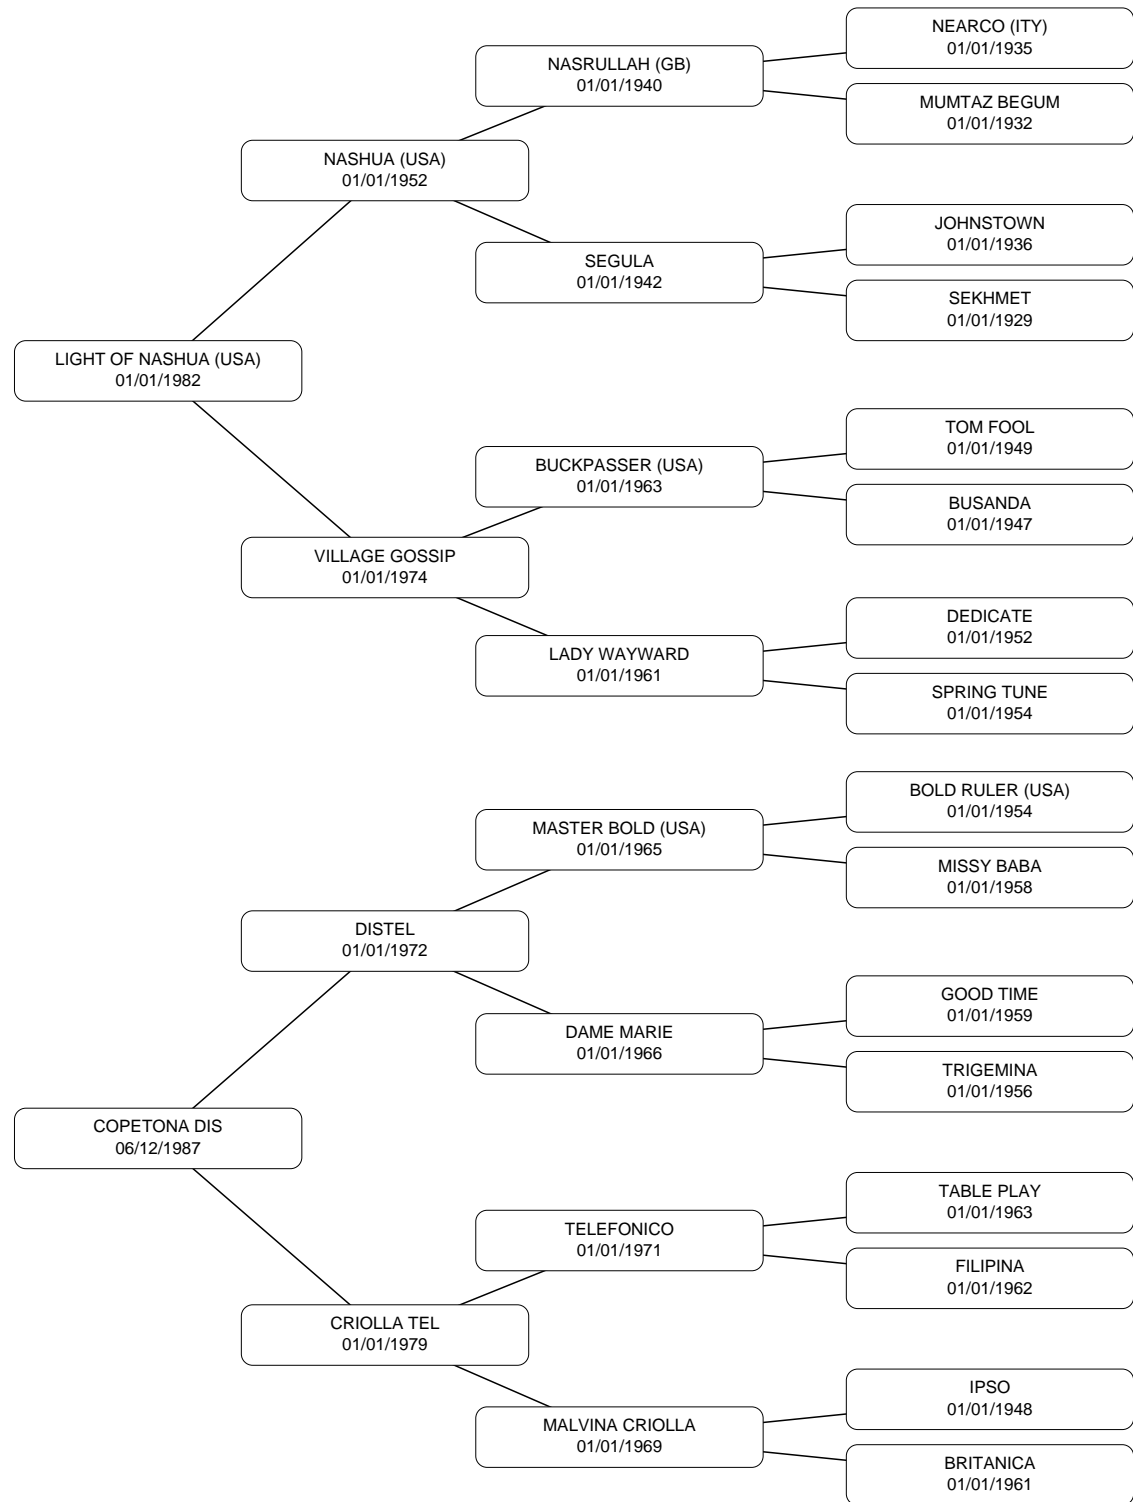 NEARCO (ITY)
01/01/1935
NASRULLAH (GB)
01/01/1940
MUMTAZ BEGUM
01/01/1932
NASHUA (USA)
01/01/1952
JOHNSTOWN
01/01/1936
SEGULA
01/01/1942
SEKHMET
01/01/1929
LIGHT OF NASHUA (USA)
01/01/1982
TOM FOOL
01/01/1949
BUCKPASSER (USA)
01/01/1963
BUSANDA
01/01/1947
VILLAGE GOSSIP
01/01/1974
DEDICATE
01/01/1952
LADY WAYWARD
01/01/1961
SPRING TUNE
01/01/1954
BOLD RULER (USA)
01/01/1954
MASTER BOLD (USA)
01/01/1965
MISSY BABA
01/01/1958
DISTEL
01/01/1972
GOOD TIME
01/01/1959
DAME MARIE
01/01/1966
TRIGEMINA
01/01/1956
COPETONA DIS
06/12/1987
TABLE PLAY
01/01/1963
TELEFONICO
01/01/1971
FILIPINA
01/01/1962
CRIOLLA TEL
01/01/1979
IPSO
01/01/1948
MALVINA CRIOLLA
01/01/1969
BRITANICA
01/01/1961